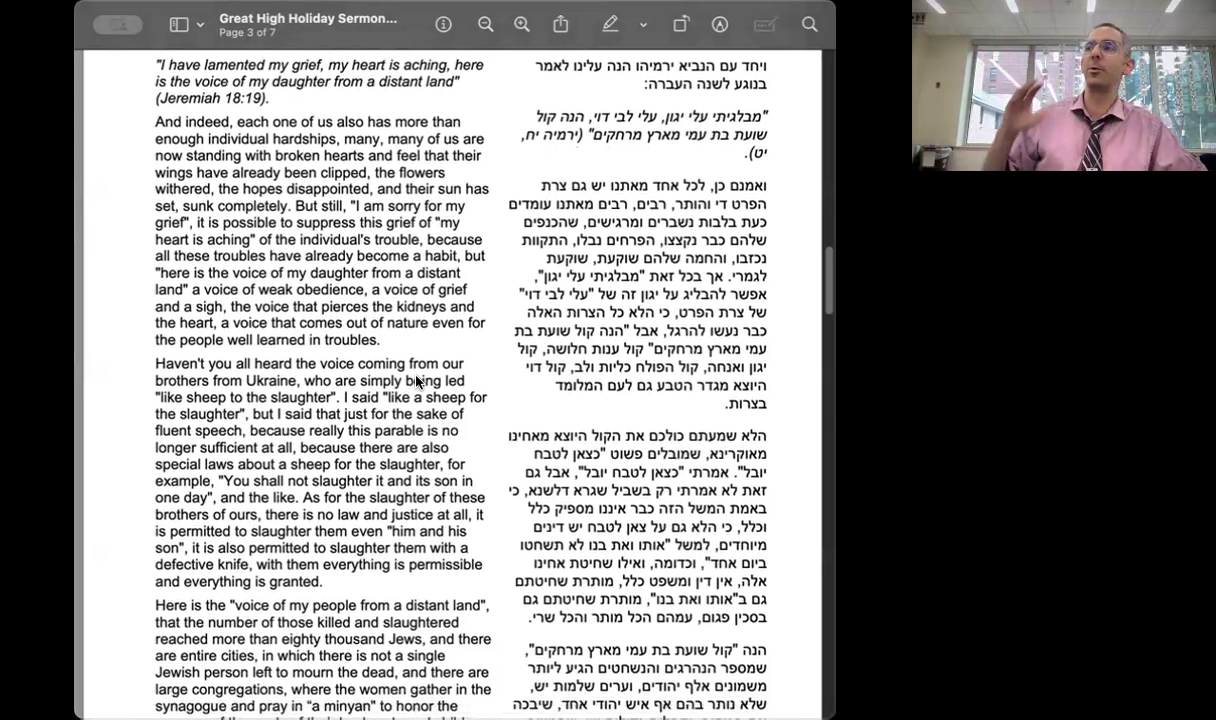 Great High Holiday Sermon...
Page 3 of 7
"I have lamented my grief, my heart is aching, here
is the voice of my daughter from a distant land"
(Jeremiah 18:19).
And indeed, each one of us also has more than
enough individual hardships, many, many of us are
now standing with broken hearts and feel that their
wings have already been clipped, the flowers
withered, the hopes disappointed, and their sun has
set, sunk completely. But still, "I am sorry for my
grief", it is possible to suppress this grief of "my
heart is aching" of the individual's trouble, because
all these troubles have already become a habit, but
"here is the voice of my daughter from a distant
land" a voice of weak obedience, a voice of grief
and a sigh, the voice that pierces the kidneys and
the heart, a voice that comes out of nature even for
the people well learned in troubles.
Haven't you all heard the voice coming from our
brothers from Ukraine, who are simply being led
"like sheep to the slaughter". I said "like a sheep for
the slaughter", but I said that just for the sake of
fluent speech, because really this parable is no
longer sufficient at all, because there are also
special laws about a sheep for the slaughter, for
example, "You shall not slaughter it and its son in
one day", and the like. As for the slaughter of these
brothers of ours, there is no law and justice at all, it
is permitted to slaughter them even "him and his
son", it is also permitted to slaughter them with a
defective knife, with them everything is permissible
and everything is granted.
Here is the "voice of my people from a distant land",
that the number of those killed and slaughtered
reached more than eighty thousand Jews, and there
are entire cities, in which there is not a single
Jewish person left to mourn the dead, and there are
large congregations, where the women gather in the
synagogue and pray in "a minyan" to honor the
ויחד עם הנביא ירמיהו הנה עלינו לאמר
בנוגע לשנה העברה:
"מבלגיתי עלי יגון, עלי לבי דוי, הנה קול
שועת בת עמי מארץ מרחקים" (ירמיה יח,
יט).
ואמנם כן, לכל אחד מאתנו יש גם צרת
הפרט די והותר, רבים, רבים מאתנו עומדים
כעת בלבות נשברים ומרגישים, שהכנפים
שלהם כבר נקצצו, הפרחים נבלו, התקוות
נכזבו, והחמה שלהם שוקעת, שוקעת
לגמרי. אך בכל זאת "מבלגיתי עלי יגון",
אפשר להבליג על יגון זה של "עלי לבי דוי"
של צרת הפרט, כי הלא כל הצרות האלה
כבר נעשו להרגל, אבל "הנה קול שועת בת
עמי מארץ מרחקים" קול ענות חלושה, קול
יגון ואנחה, קול הפולח כליות ולב, קול דוי
היוצא מגדר הטבע גם לעם המלומד
בצרות.
הלא שמעתם כולכם את הקול היוצא מאחינו
מאוקרינא, שמובלים פשוט "כצאן לטבח
יובל". אמרתי "כצאן לטבח יובל", אבל גם
זאת לא אמרתי רק בשביל שגרא דלשנא, כי
באמת המשל הזה כבר איננו מספיק כלל
וכלל, כי הלא גם על צאן לטבח יש דינים
מיוחדים, למשל "אותו ואת בנו לא תשחטו
ביום אחד", וכדומה, ואילו שחיטת אחינו
אלה, אין דין ומשפט כלל, מותרת שחיטתם
גם ב"אותו ואת בנו", מותרת שחיטתם גם
בסכין פגום, עמהם הכל מותר והכל שרי.
הנה "קול שועת בת עמי מארץ מרחקים",
שמספר הנהרגים והנשחטים הגיע ליותר
משמונים אלף יהודים, וערים שלמות יש,
שלא נותר בהם אף איש יהודי אחד, שיבכה